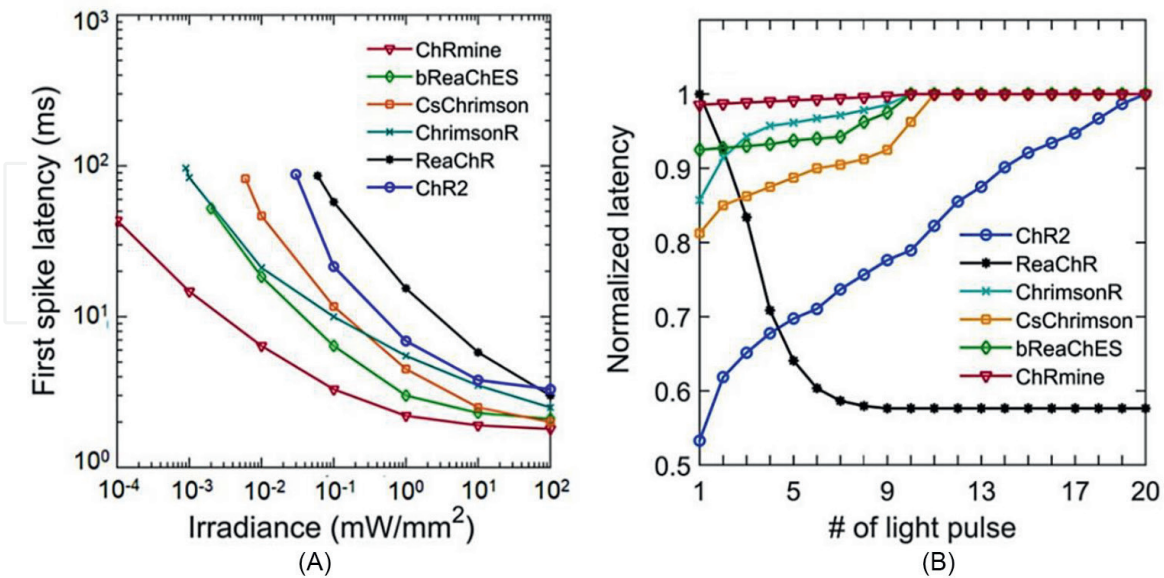 10³
10²
10¹
10⁰
First spike latency (ms)
ChRmine
bReaChES
CsChrimson
ChrimsonR
ReaChR
ChR2
10⁻⁴ 10⁻³ 10⁻² 10⁻¹ 10⁰ 10¹ 10²
Irradiance (mW/mm²)
(A)
1
0.9
0.8
0.7
0.6
0.5
Normalized latency
ChR2
ReaChR
ChrimsonR
CsChrimson
bReaChES
ChRmine
1 5 9 13 17 20
# of light pulse
(B)